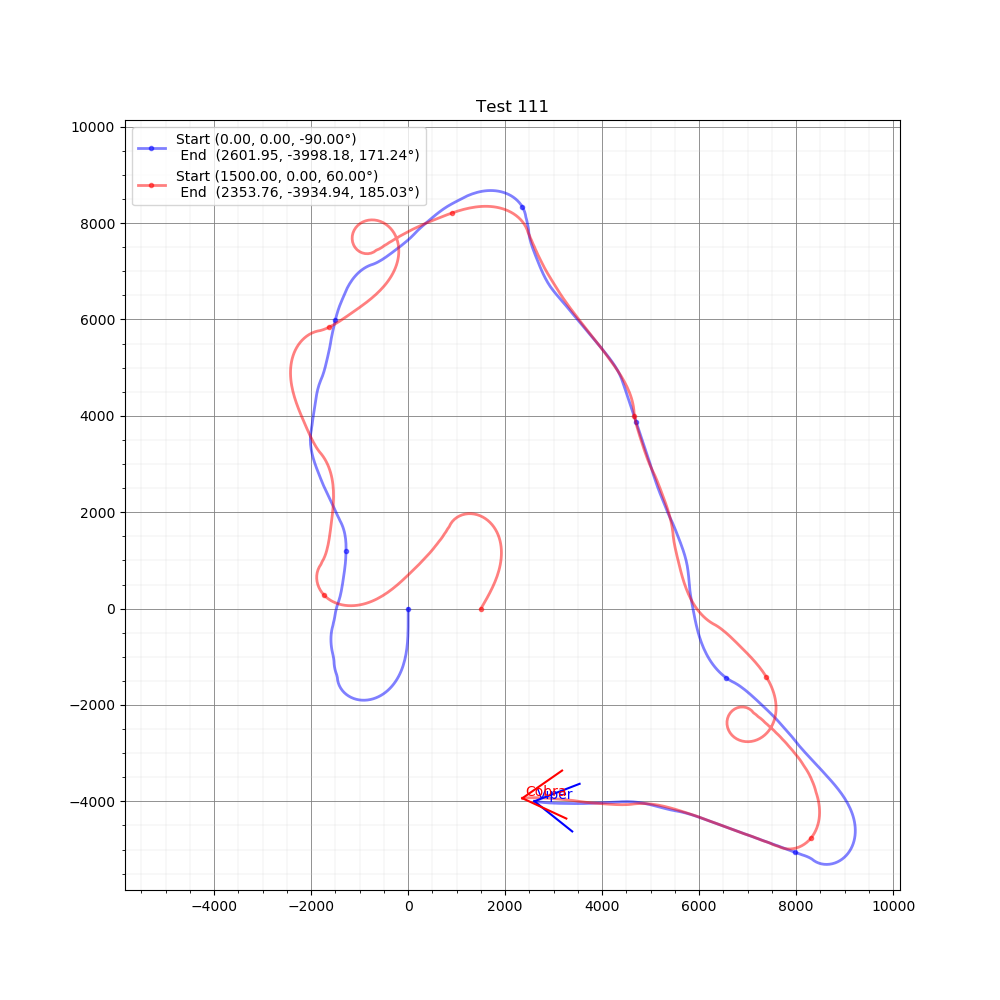 Test 111
Start (0.00, 0.00, -90.00°)
End (2601.95, -3998.18, 171.24°)
Start (1500.00, 0.00, 60.00°)
End (2353.76, -3934.94, 185.03°)
10000
8000
6000
4000
2000
0
−2000
−4000
Cobra
Viper
−4000 −2000 0 2000 4000 6000 8000 10000